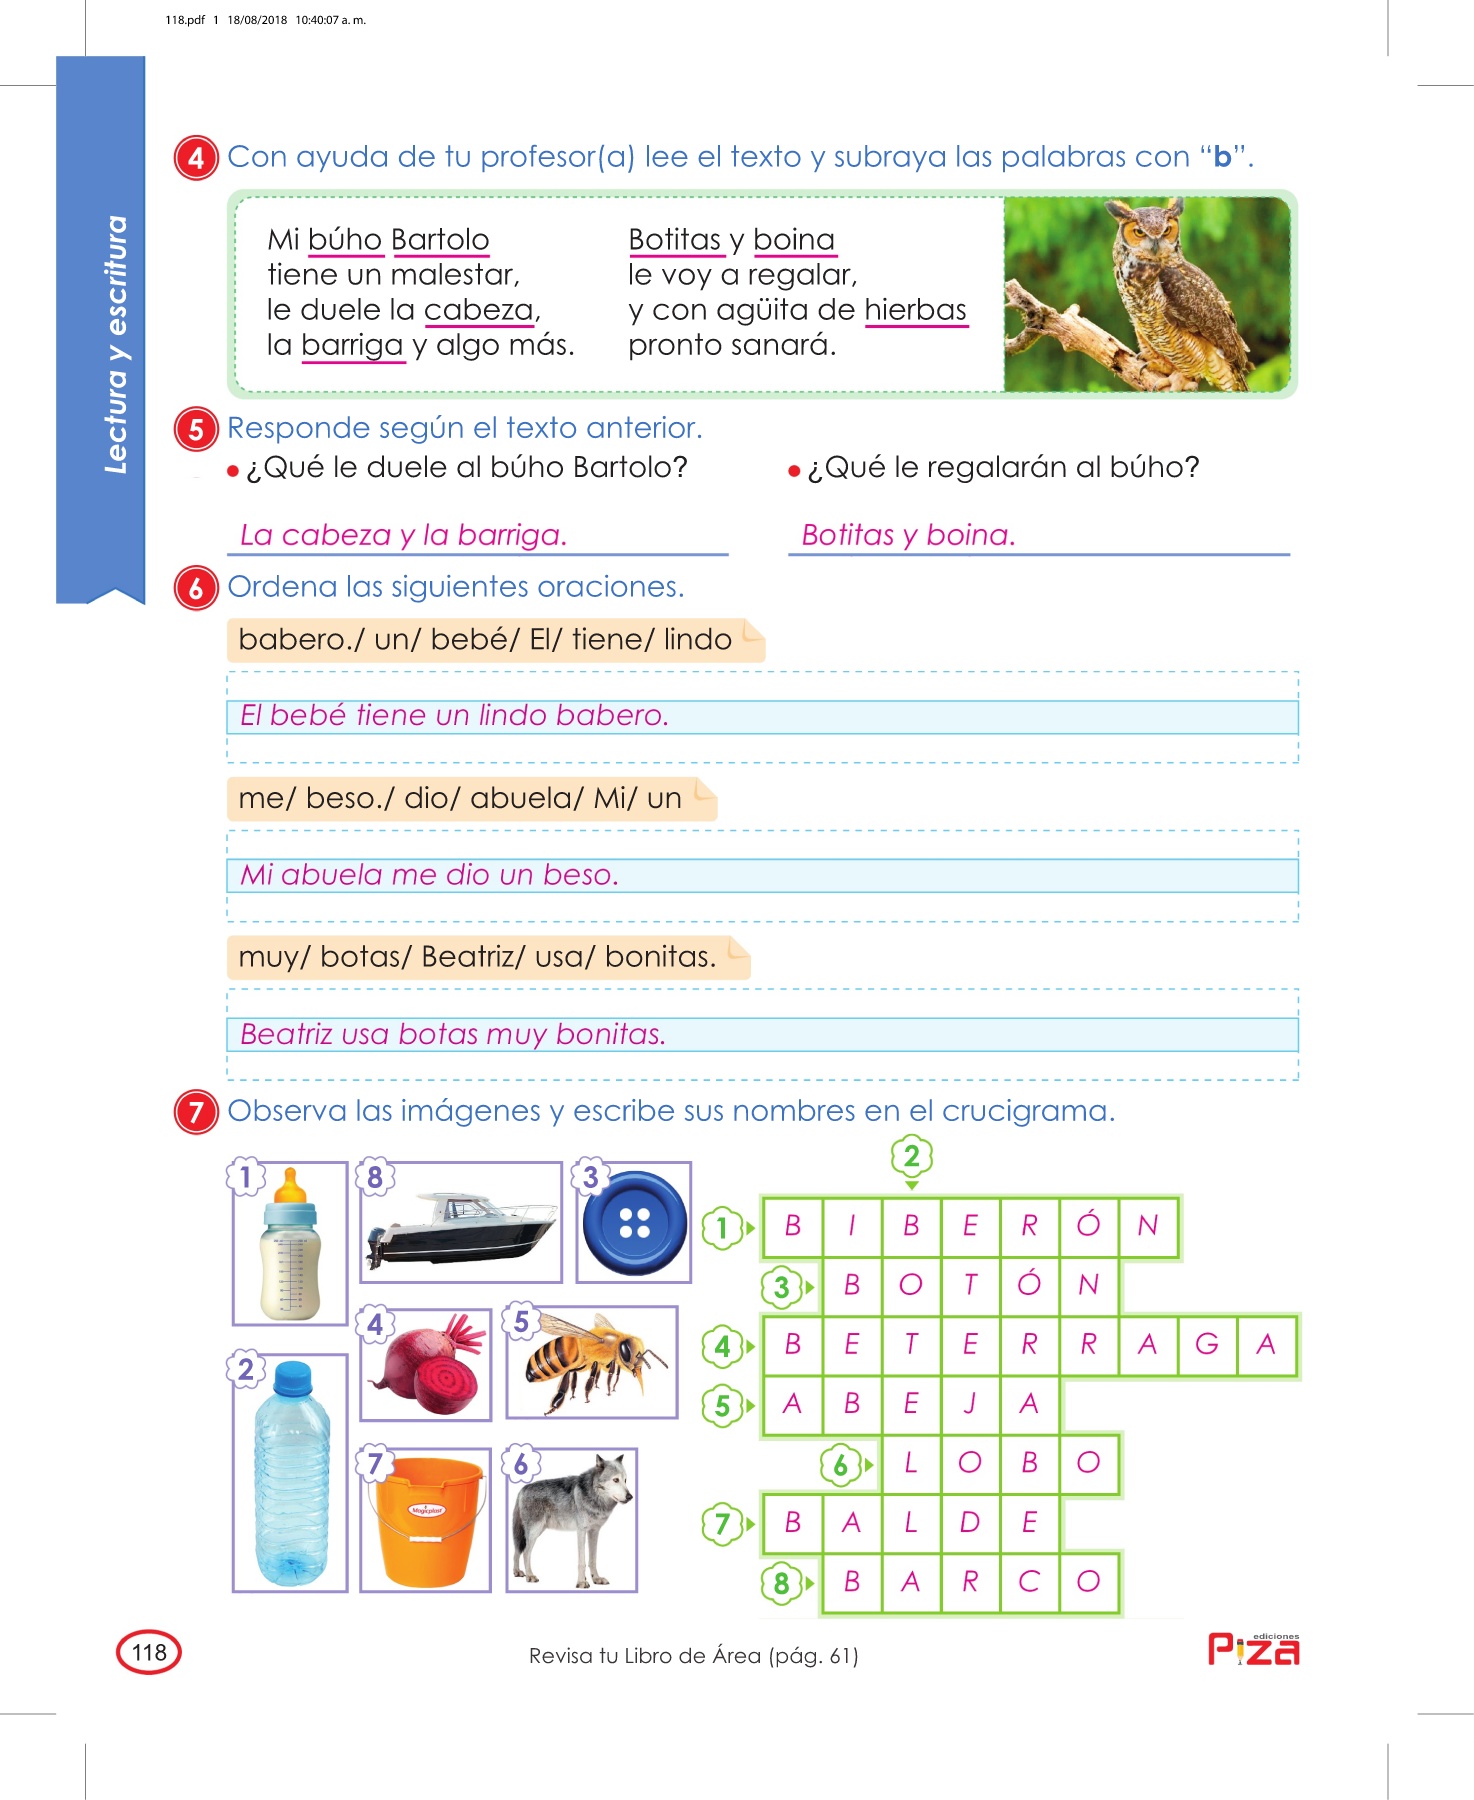 118.pdf 1 18/08/2018 10:40:07 a. m.
Lectura y escritura
4 Con ayuda de tu profesor(a) lee el texto y subraya las palabras con “b”.
Mi búho Bartolo
tiene un malestar,
le duele la cabeza,
la barriga y algo más.
Botitas y boina
le voy a regalar,
y con agüita de hierbas
pronto sanará.
5 Responde según el texto anterior.
• ¿Qué le duele al búho Bartolo?
La cabeza y la barriga.
• ¿Qué le regalarán al búho?
Botitas y boina.
6 Ordena las siguientes oraciones.
babero./ un/ bebé/ El/ tiene/ lindo
El bebé tiene un lindo babero.
me/ beso./ dio/ abuela/ Mi/ un
Mi abuela me dio un beso.
muy/ botas/ Beatriz/ usa/ bonitas.
Beatriz usa botas muy bonitas.
7 Observa las imágenes y escribe sus nombres en el crucigrama.
1
8
3
2
4
5
7
Magicplast
6
2
1 B I B E R Ó N
3 B O T Ó N
4 B E T E R R A G A
5 A B E J A
6 L O B O
7 B A L D E
8 B A R C O
118
Revisa tu Libro de Área (pág. 61)
ediciones
Piza